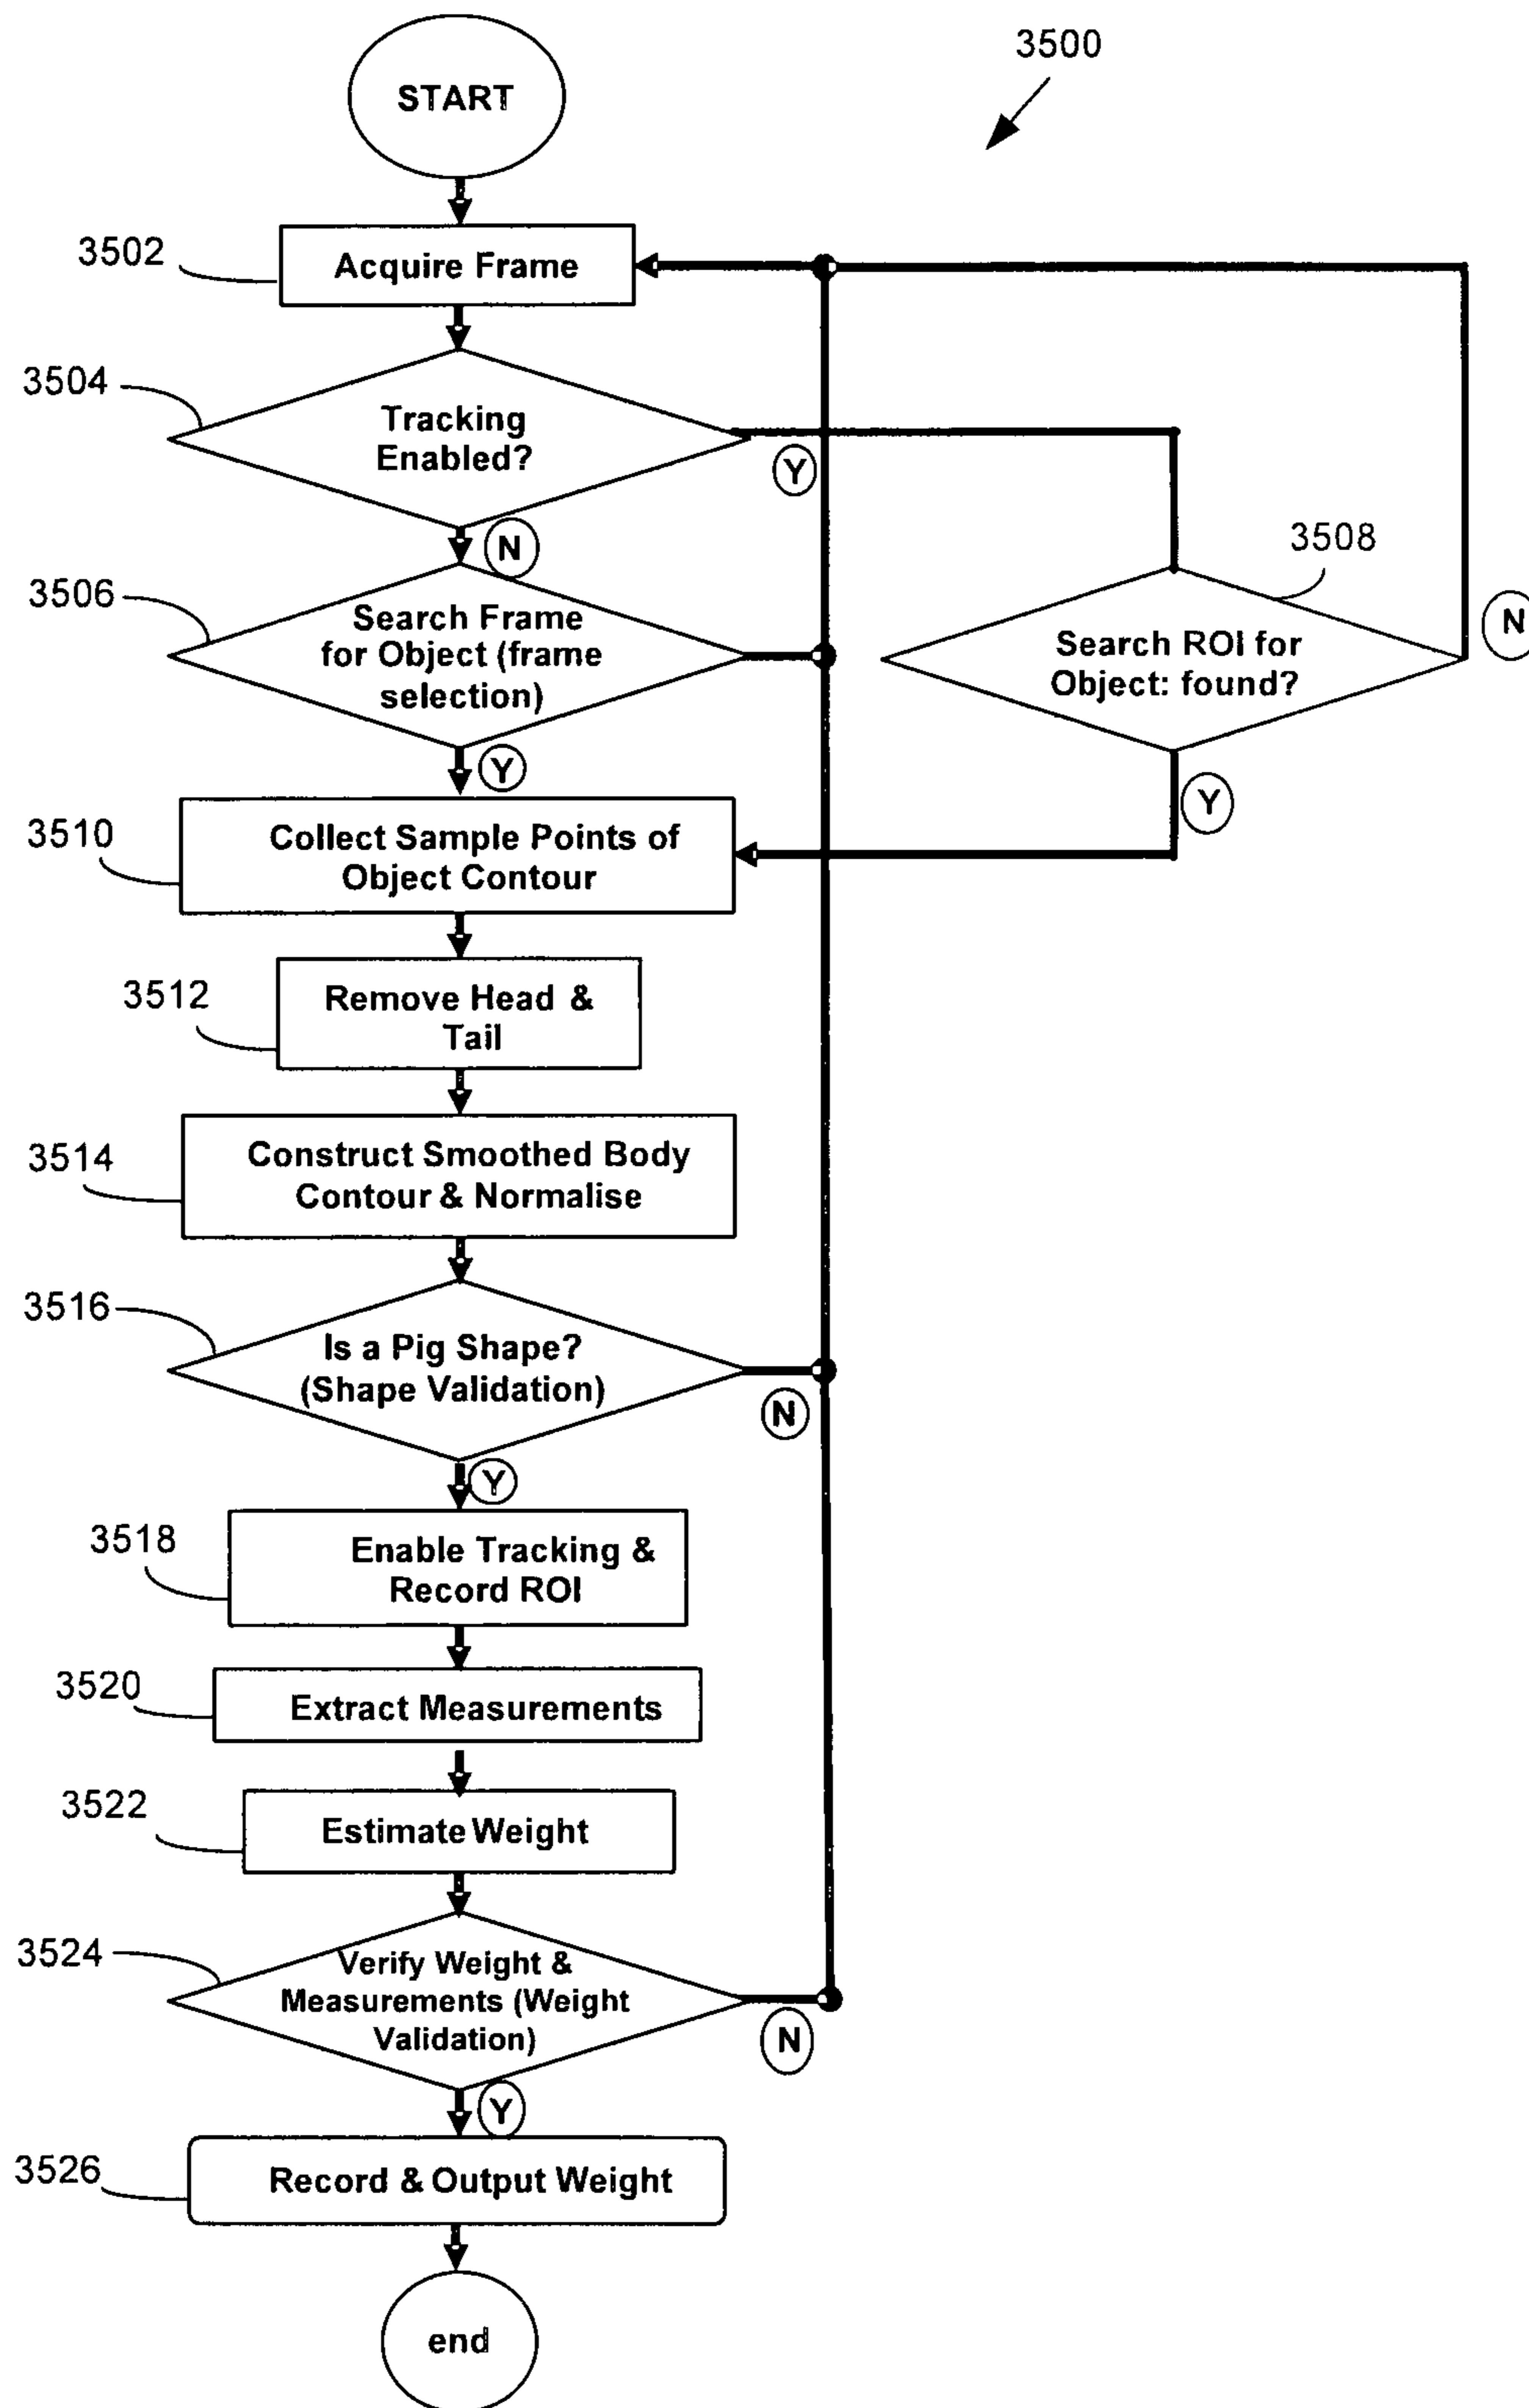 START
3500
3502
Acquire Frame
3504
Tracking
Enabled?
Y
N
3508
3506
Search Frame
for Object (frame
selection)
Search ROI for
Object: found?
N
Y
Y
3510
Collect Sample Points of
Object Contour
3512
Remove Head &
Tail
3514
Construct Smoothed Body
Contour & Normalise
3516
Is a Pig Shape?
(Shape Validation)
N
Y
3518
Enable Tracking &
Record ROI
3520
Extract Measurements
3522
Estimate Weight
3524
Verify Weight &
Measurements (Weight
Validation)
N
Y
3526
Record & Output Weight
end